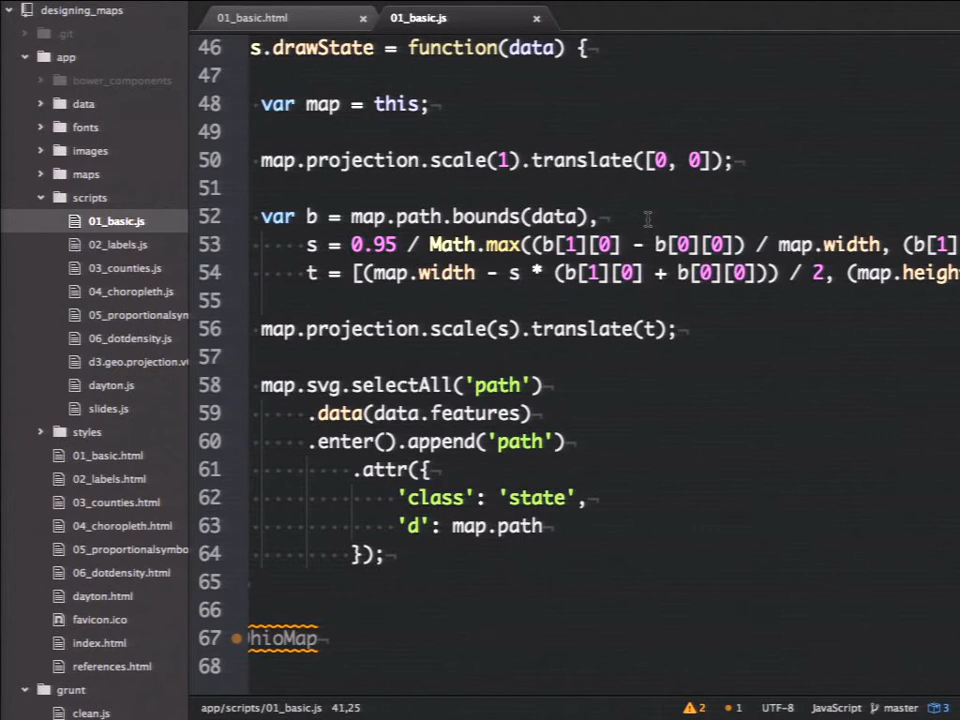 designing_maps
.git
app
bower_components
data
fonts
images
maps
scripts
01_basic.js
02_labels.js
03_counties.js
04_choropleth.js
05_proportionalsym
06_dotdensity.js
d3.geo.projection.v
dayton.js
slides.js
styles
01_basic.html
02_labels.html
03_counties.html
04_choropleth.html
05_proportionalsymbo
06_dotdensity.html
dayton.html
favicon.ico
index.html
references.html
grunt
clean.js
01_basic.html × 01_basic.js ×
46 s.drawState = function(data) {
47
48 var map = this;
49
50 map.projection.scale(1).translate([0, 0]);
51
52 var b = map.path.bounds(data),
53 s = 0.95 / Math.max((b[1][0] - b[0][0]) / map.width, (b[1]
54 t = [(map.width - s * (b[1][0] + b[0][0])) / 2, (map.heigh
55
56 map.projection.scale(s).translate(t);
57
58 map.svg.selectAll('path')
59 .data(data.features)
60 .enter().append('path')
61 .attr({
62 'class': 'state',
63 'd': map.path
64 });
65
66
67 hioMap
68
app/scripts/01_basic.js 41,25 2 1 UTF-8 JavaScript master 3